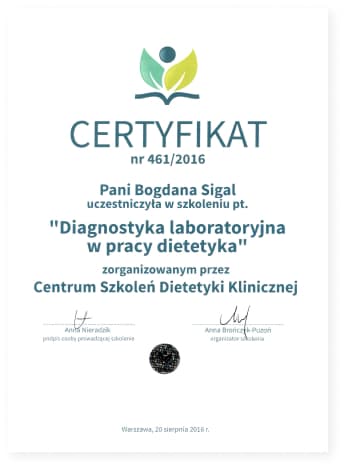 CERTYFIKAT
nr 461/2016
Pani Bogdana Sigal
uczestniczyła w szkoleniu pt.
"Diagnostyka laboratoryjna
w pracy dietetyka"
zorganizowanym przez
Centrum Szkoleń Dietetyki Klinicznej
Anna Nieradzik
podpis osoby prowadzącej szkolenie
Anna Brończyk-Puzoń
organizator szkolenia
Warszawa, 20 sierpnia 2016 r.